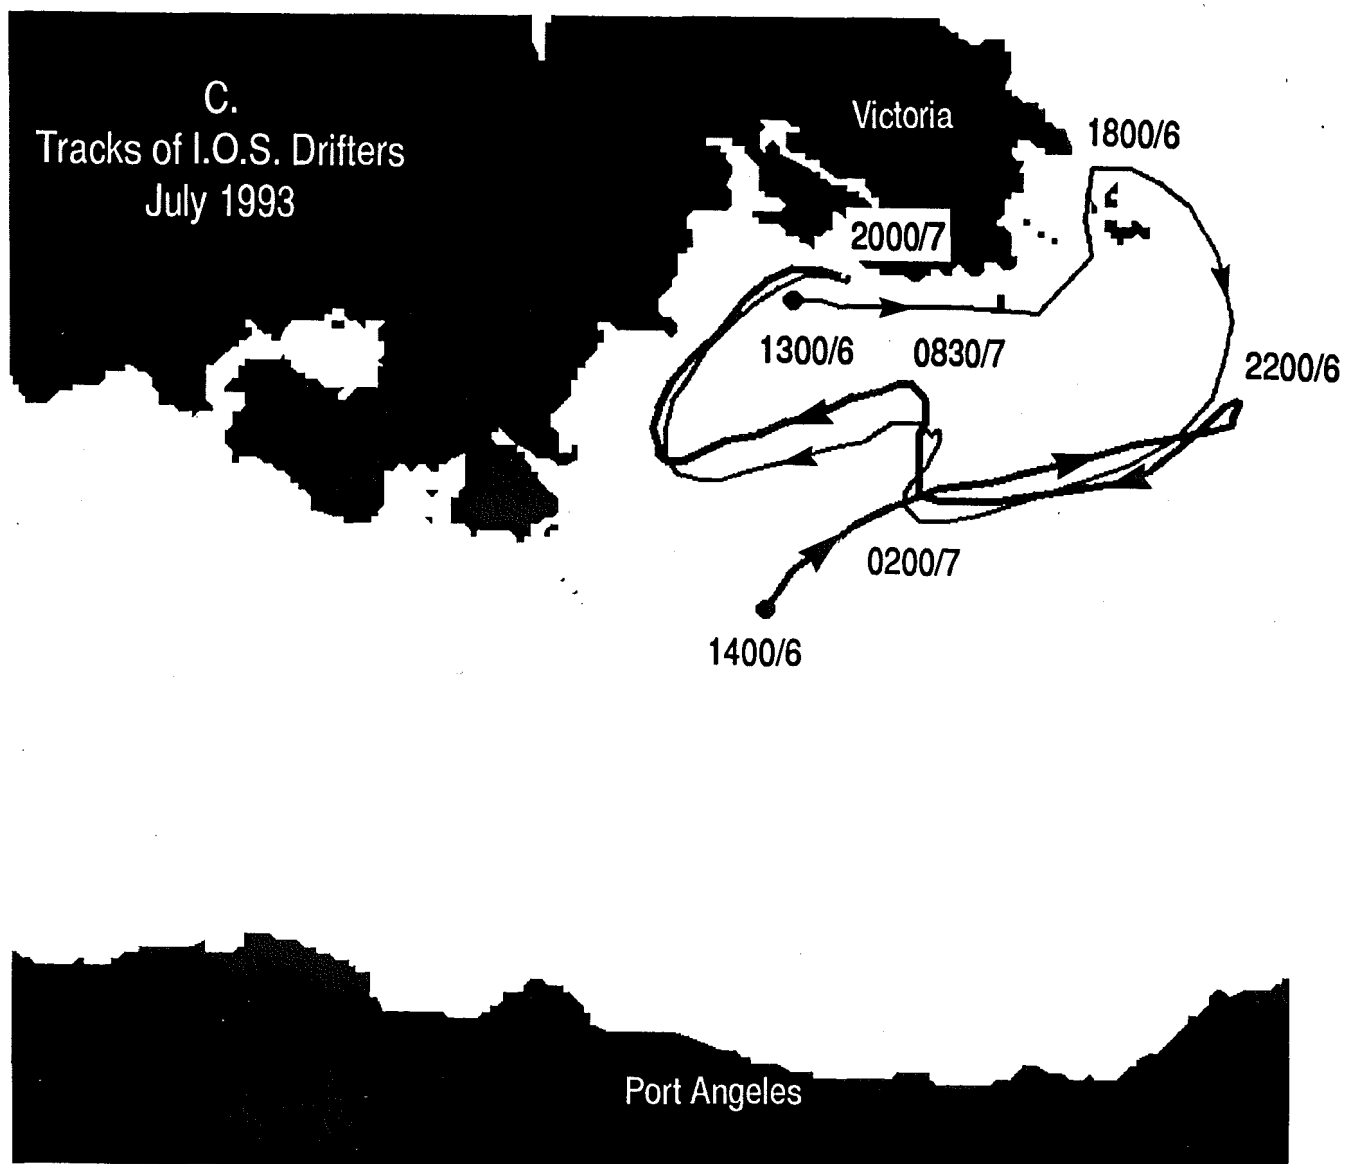 C.
Tracks of I.O.S. Drifters
July 1993
Victoria
1800/6
2000/7
1300/6
0830/7
2200/6
0200/7
1400/6
Port Angeles